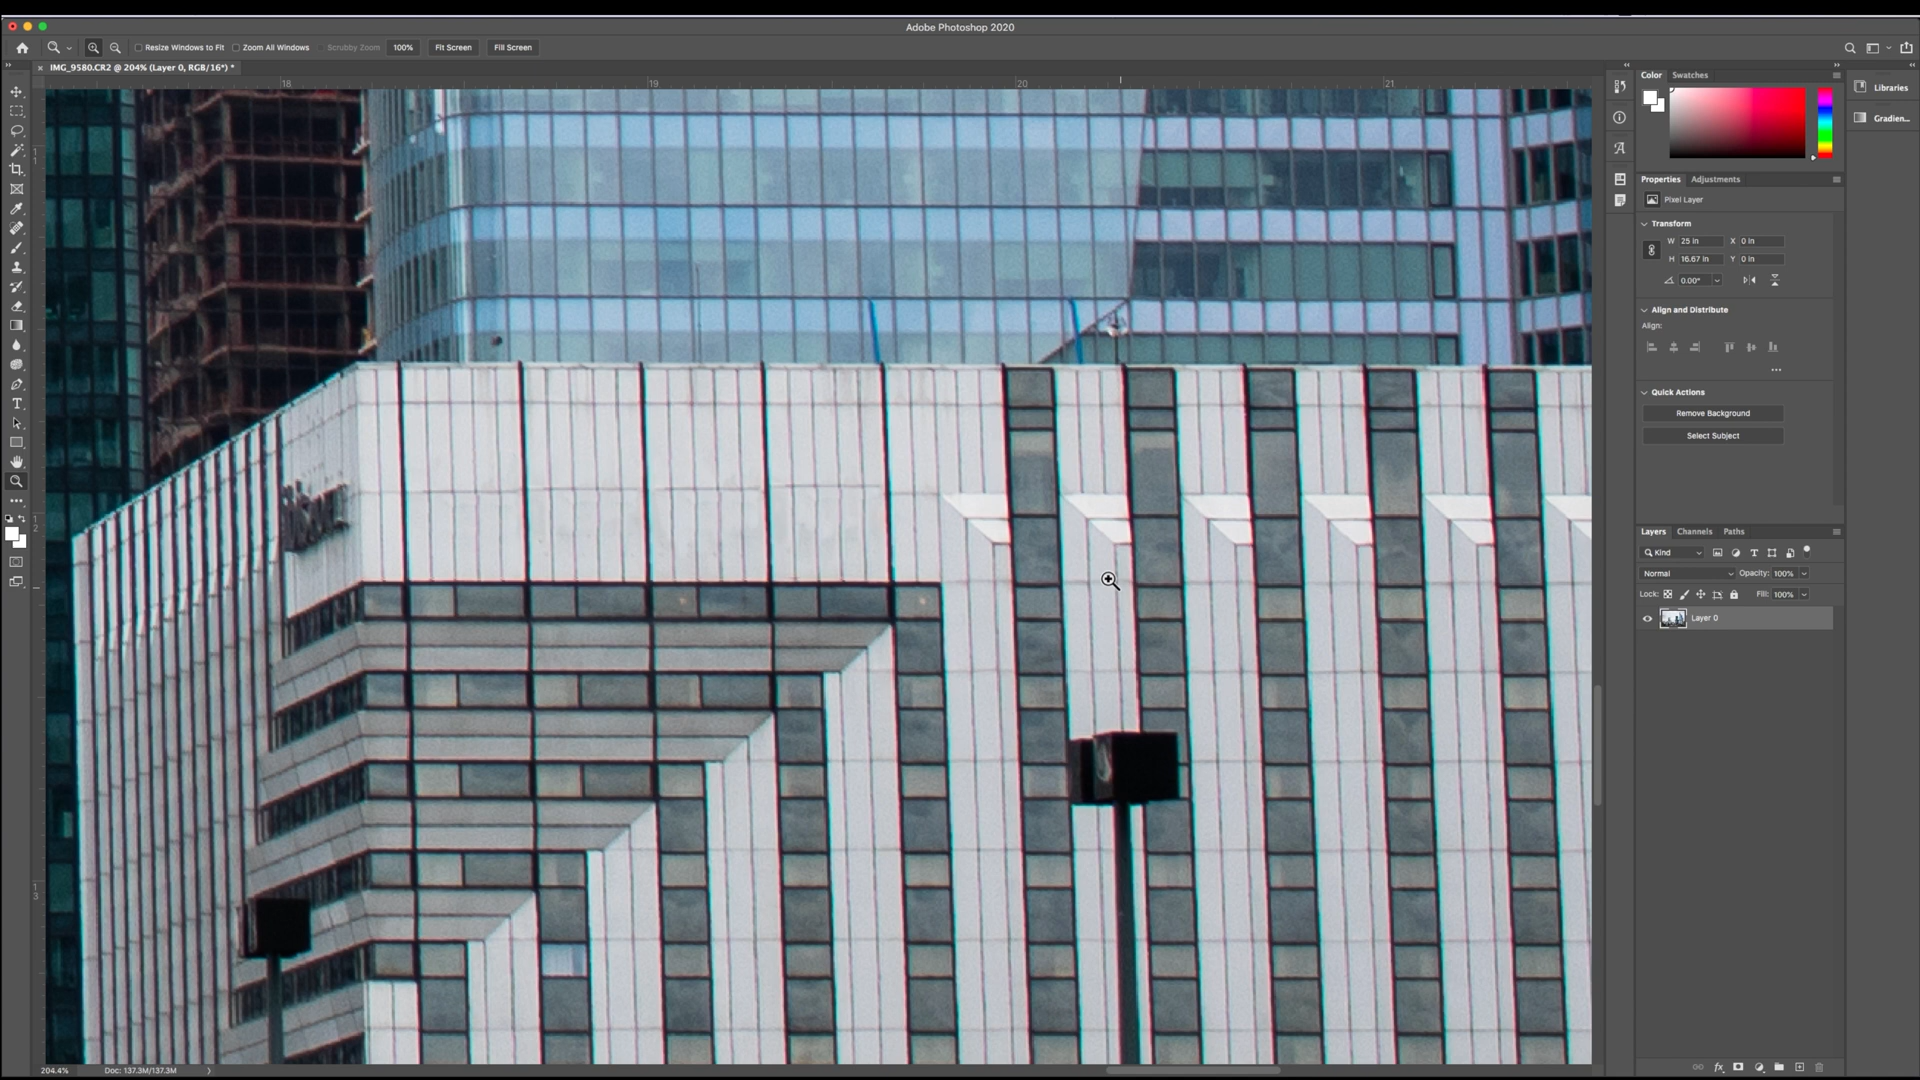 Adobe Photoshop 2020
Resize Windows to Fit
Zoom All Windows
Scrubby Zoom
100%
Fit Screen
Fill Screen
IMG_9580.CR2 @ 204% (Layer 0, RGB/16*) *
18
19
20
21
11
12
13
Color
Swatches
Libraries
Gradien...
Properties
Adjustments
Pixel Layer
Transform
W 25 in
X 0 in
H 16.67 in
Y 0 in
0.00°
Align and Distribute
Align:
Quick Actions
Remove Background
Select Subject
Layers
Channels
Paths
Kind
Normal
Opacity: 100%
Lock:
Fill: 100%
Layer 0
fx
204.4%
Doc: 137.3M/137.3M